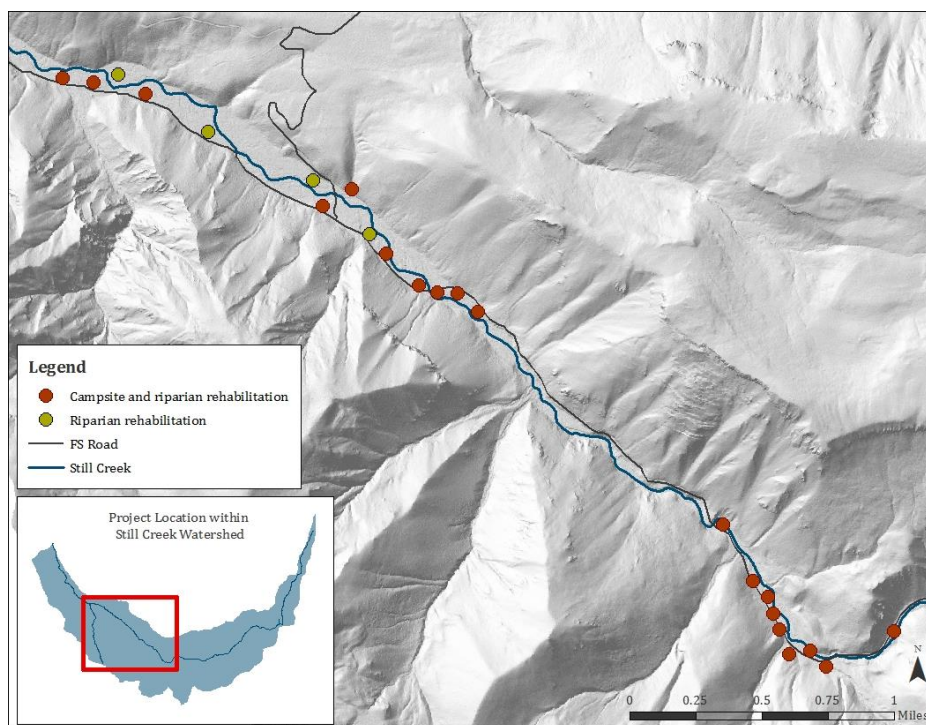 Legend
Campsite and riparian rehabilitation
Riparian rehabilitation
FS Road
Still Creek
Project Location within
Still Creek Watershed
N
0 0.25 0.5 0.75 1
Miles